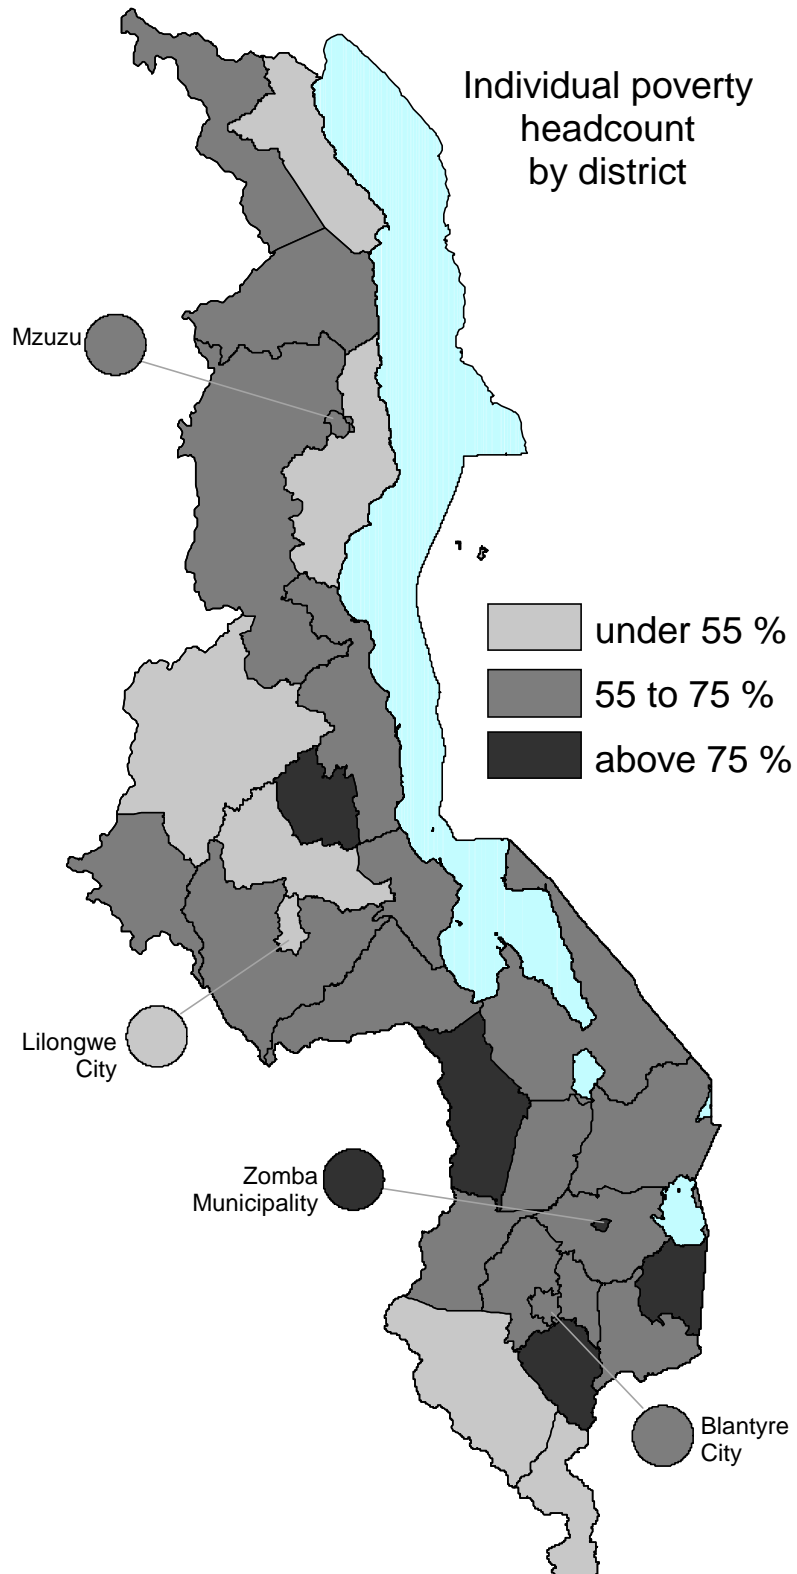 Individual poverty
headcount
by district
Mzuzu
under 55 %
55 to 75 %
above 75 %
Lilongwe
City
Zomba
Municipality
Blantyre
City